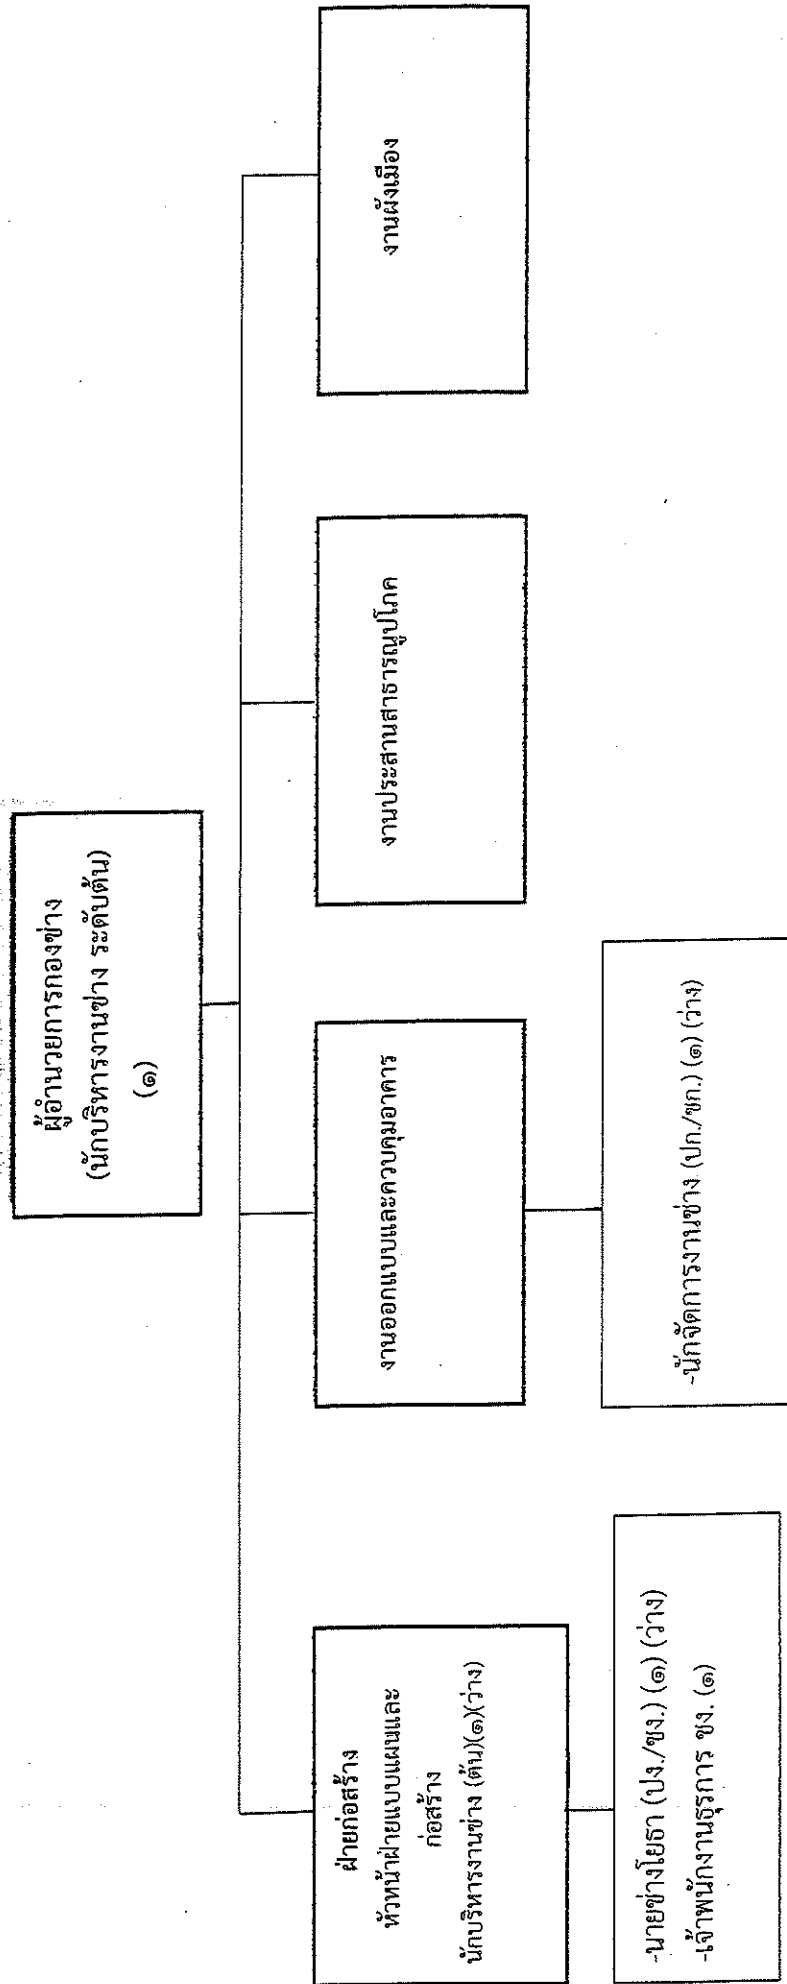 ผู้อำนวยการกองช่าง
(นักบริหารงานช่าง ระดับต้น)
(๑)
ฝ่ายก่อสร้าง
หัวหน้าฝ่ายแบบแผนและ
ก่อสร้าง
นักบริหารงานช่าง (ต้น)(๑)(ว่าง)
-นายช่างโยธา (ปง./ชง.) (๑) (ว่าง)
-เจ้าพนักงานธุรการ ชง. (๑)
งานออกแบบและควบคุมอาคาร
-นักจัดการงานช่าง (ปก./ชก.) (๑) (ว่าง)
งานประสานสาธารณูปโภค
งานผังเมือง